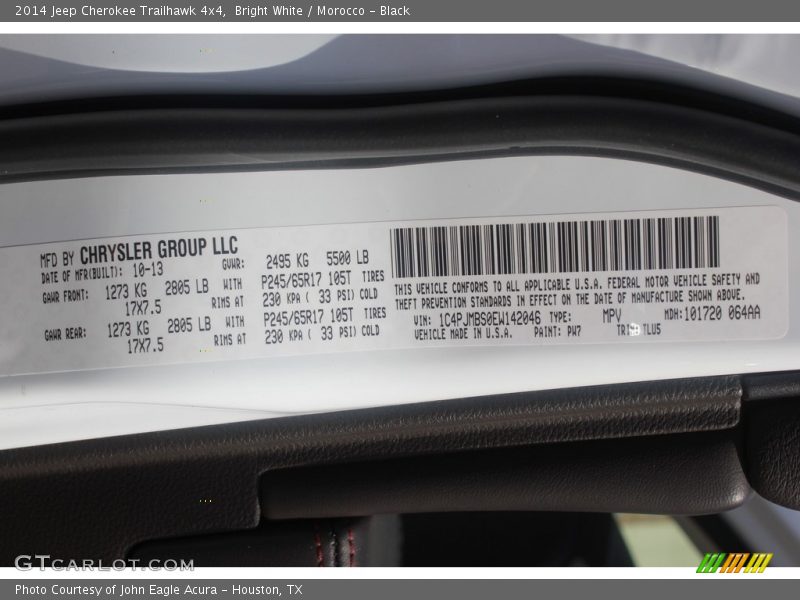 2014 Jeep Cherokee Trailhawk 4x4, Bright White / Morocco – Black
MFD BY CHRYSLER GROUP LLC
DATE OF MFR(BUILT): 10-13 GVWR: 2495 KG 5500 LB
GAWR FRONT: 1273 KG 2805 LB WITH P245/65R17 105T TIRES
17X7.5 RIMS AT 230 KPA ( 33 PSI) COLD
GAWR REAR: 1273 KG 2805 LB WITH P245/65R17 105T TIRES
17X7.5 RIMS AT 230 KPA ( 33 PSI) COLD
THIS VEHICLE CONFORMS TO ALL APPLICABLE U.S.A. FEDERAL MOTOR VEHICLE SAFETY AND
THEFT PREVENTION STANDARDS IN EFFECT ON THE DATE OF MANUFACTURE SHOWN ABOVE.
VIN: 1C4PJMBS0EW142046 TYPE: MPV MDH:101720 064AA
VEHICLE MADE IN U.S.A. PAINT: PW7 TLU5
GTCARLOT.COM
Photo Courtesy of John Eagle Acura – Houston, TX